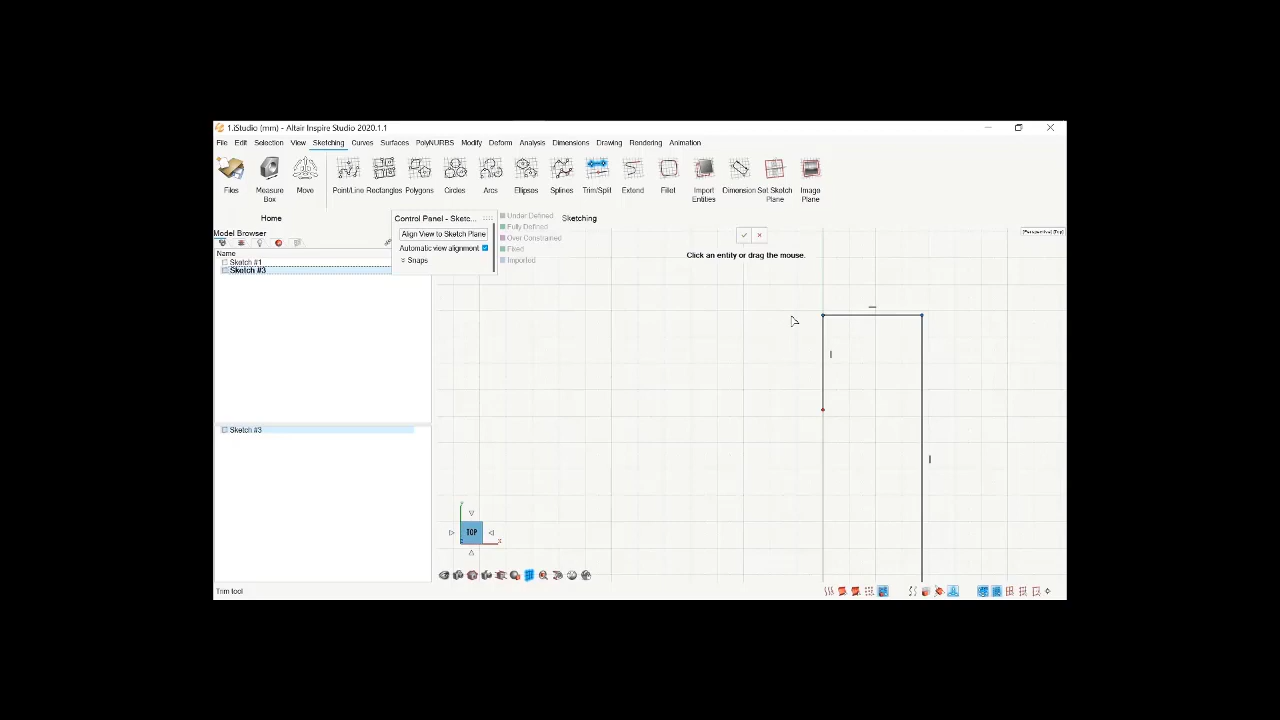 1.iStudio (mm) - Altair Inspire Studio 2020.1.1
File Edit Selection View Sketching Curves Surfaces PolyNURBS Modify Deform Analysis Dimensions Drawing Rendering Animation
Files Measure Box Move Point/Line Rectangles Polygons Circles Arcs Ellipses Splines Trim/Split Extend Fillet Import Entities Dimension Set Sketch Plane Image Plane
Home Control Panel - Sketc... Under Defined Sketching
Fully Defined
Model Browser Align View to Sketch Plane Over Constrained
Automatic view alignment Fixed
Name Snaps Imported
[Perspective] [Top]
Click an entity or drag the mouse.
Sketch #1
Sketch #3
Sketch #3
TOP
Trim tool